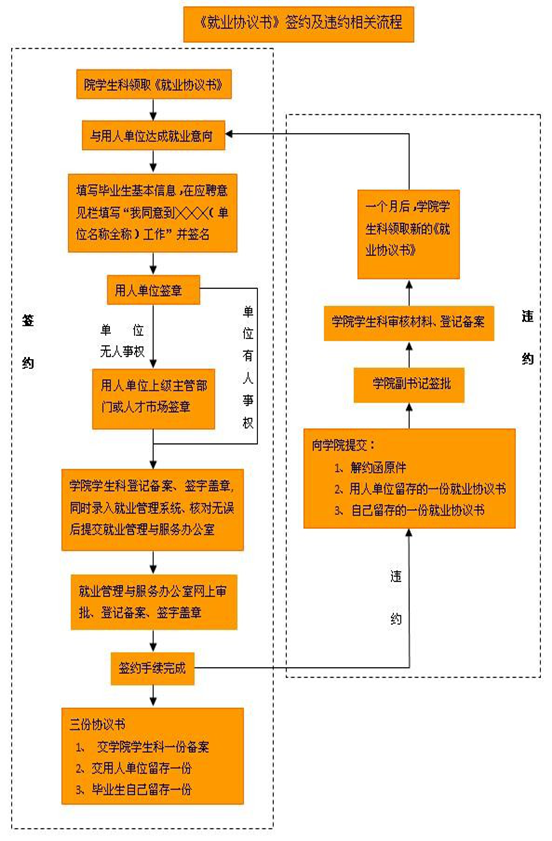 《就业协议书》签约及违约相关流程
院学生科领取《就业协议书》
与用人单位达成就业意向
填写毕业生基本信息,在应聘意
见栏填写“我同意到╳╳╳(单
位名称全称)工作”并签名
用人单位签章
单 位
无人事权
单位有人事权
用人单位上级主管部
门或人才市场签章
学院学生科登记备案、签字盖章,
同时录入就业管理系统、核对无误
后提交就业管理与服务办公室
就业管理与服务办公室网上审
批、登记备案、签字盖章
签约手续完成
三份协议书
1、 交学院学生科一份备案
2、交用人单位留存一份
3、毕业生自己留存一份
签约
一个月后,学院学
生科领取新的《就
业协议书》
学院学生科审核材料、登记备案
学院副书记签批
向学院提交:
1、解约函原件
2、用人单位留存的一份就业协议书
3、自己留存的一份就业协议书
违约
违约